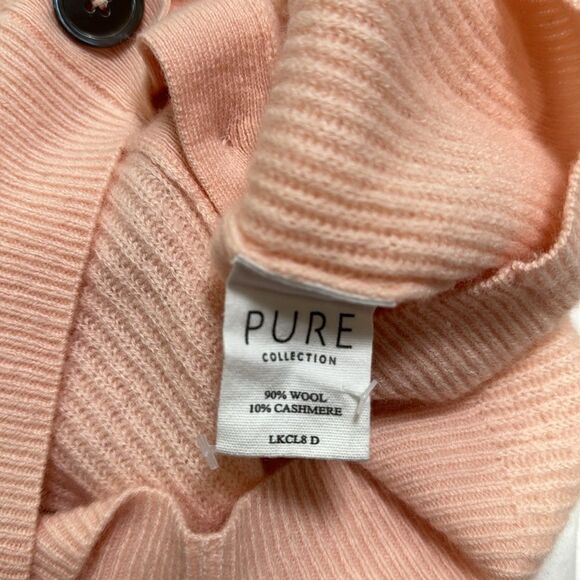 PURE
COLLECTION
90% WOOL
10% CASHMERE
LKCL8 D